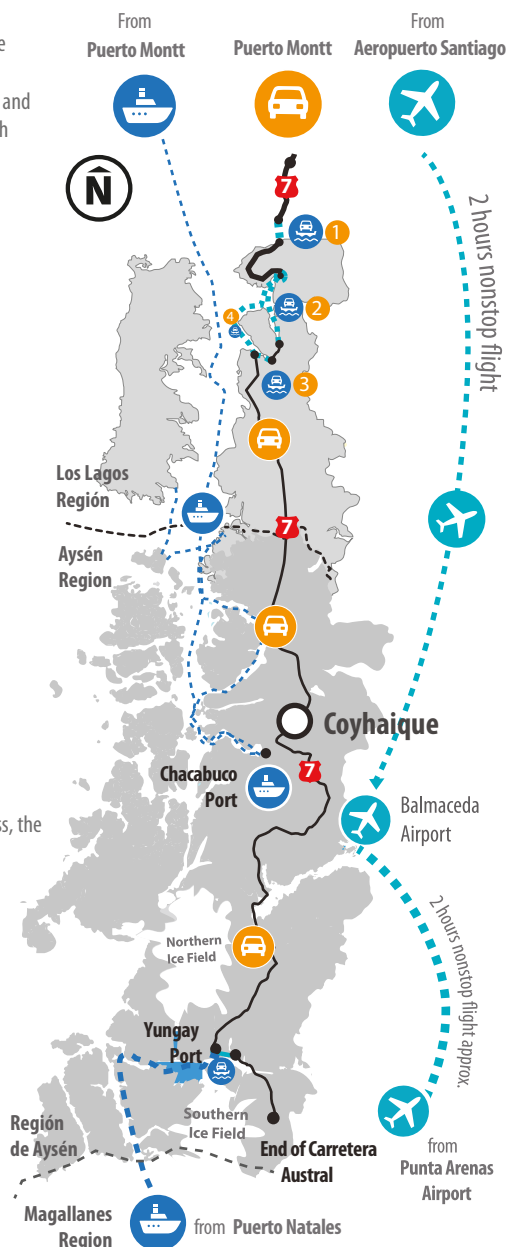 From
Puerto Montt
Puerto Montt
From
Aeropuerto Santiago
e
and
h
N
7
1
2
4
3
2 hours nonstop flight
Los Lagos
Región
Aysén
Region
7
Coyhaique
7
Chacabuco
Port
Balmaceda
Airport
ss, the
2 hours nonstop flight approx.
Northern
Ice Field
Yungay
Port
Southern
Ice Field
Región
de Aysén
End of Carretera
Austral
from
Punta Arenas
Airport
Magallanes
Region
from Puerto Natales